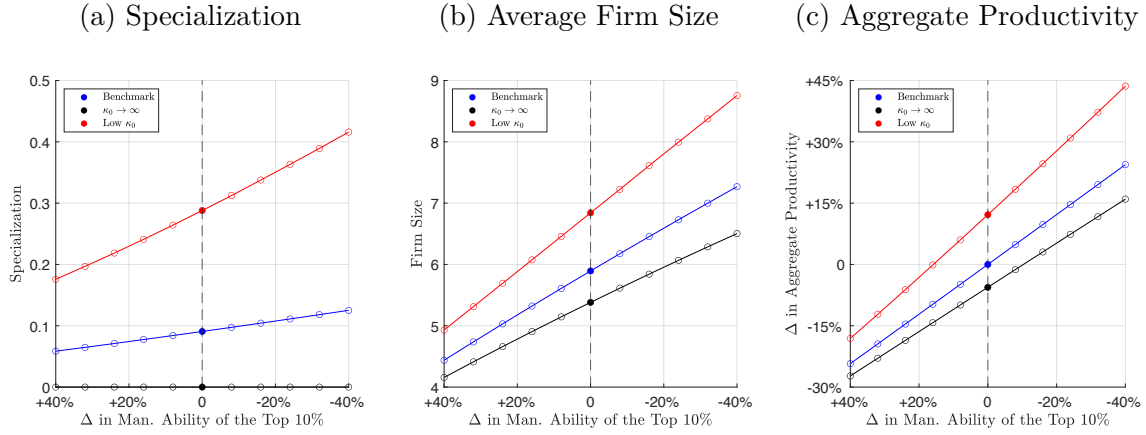 (a) Specialization
(b) Average Firm Size
(c) Aggregate Productivity
0.5
0.4
0.3
0.2
0.1
0
Specialization
Benchmark
κ₀ → ∞
Low κ₀
+40%
+20%
0
-20%
-40%
Δ in Man. Ability of the Top 10%
9
8
7
6
5
4
Firm Size
Benchmark
κ₀ → ∞
Low κ₀
+40%
+20%
0
-20%
-40%
Δ in Man. Ability of the Top 10%
+45%
+30%
+15%
0
-15%
-30%
Δ in Aggregate Productivity
Benchmark
κ₀ → ∞
Low κ₀
+40%
+20%
0
-20%
-40%
Δ in Man. Ability of the Top 10%